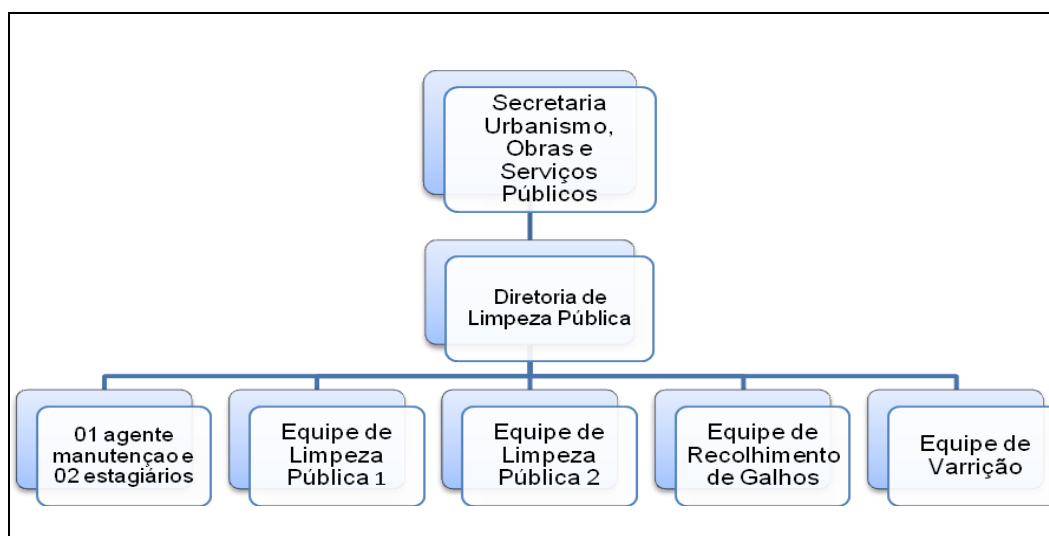 Secretaria
Urbanismo,
Obras e
Serviços
Públicos
Diretoria de
Limpeza Pública
01 agente
manutençao e
02 estagiários
Equipe de
Limpeza
Pública 1
Equipe de
Limpeza
Pública 2
Equipe de
Recolhimento
de Galhos
Equipe de
Varrição